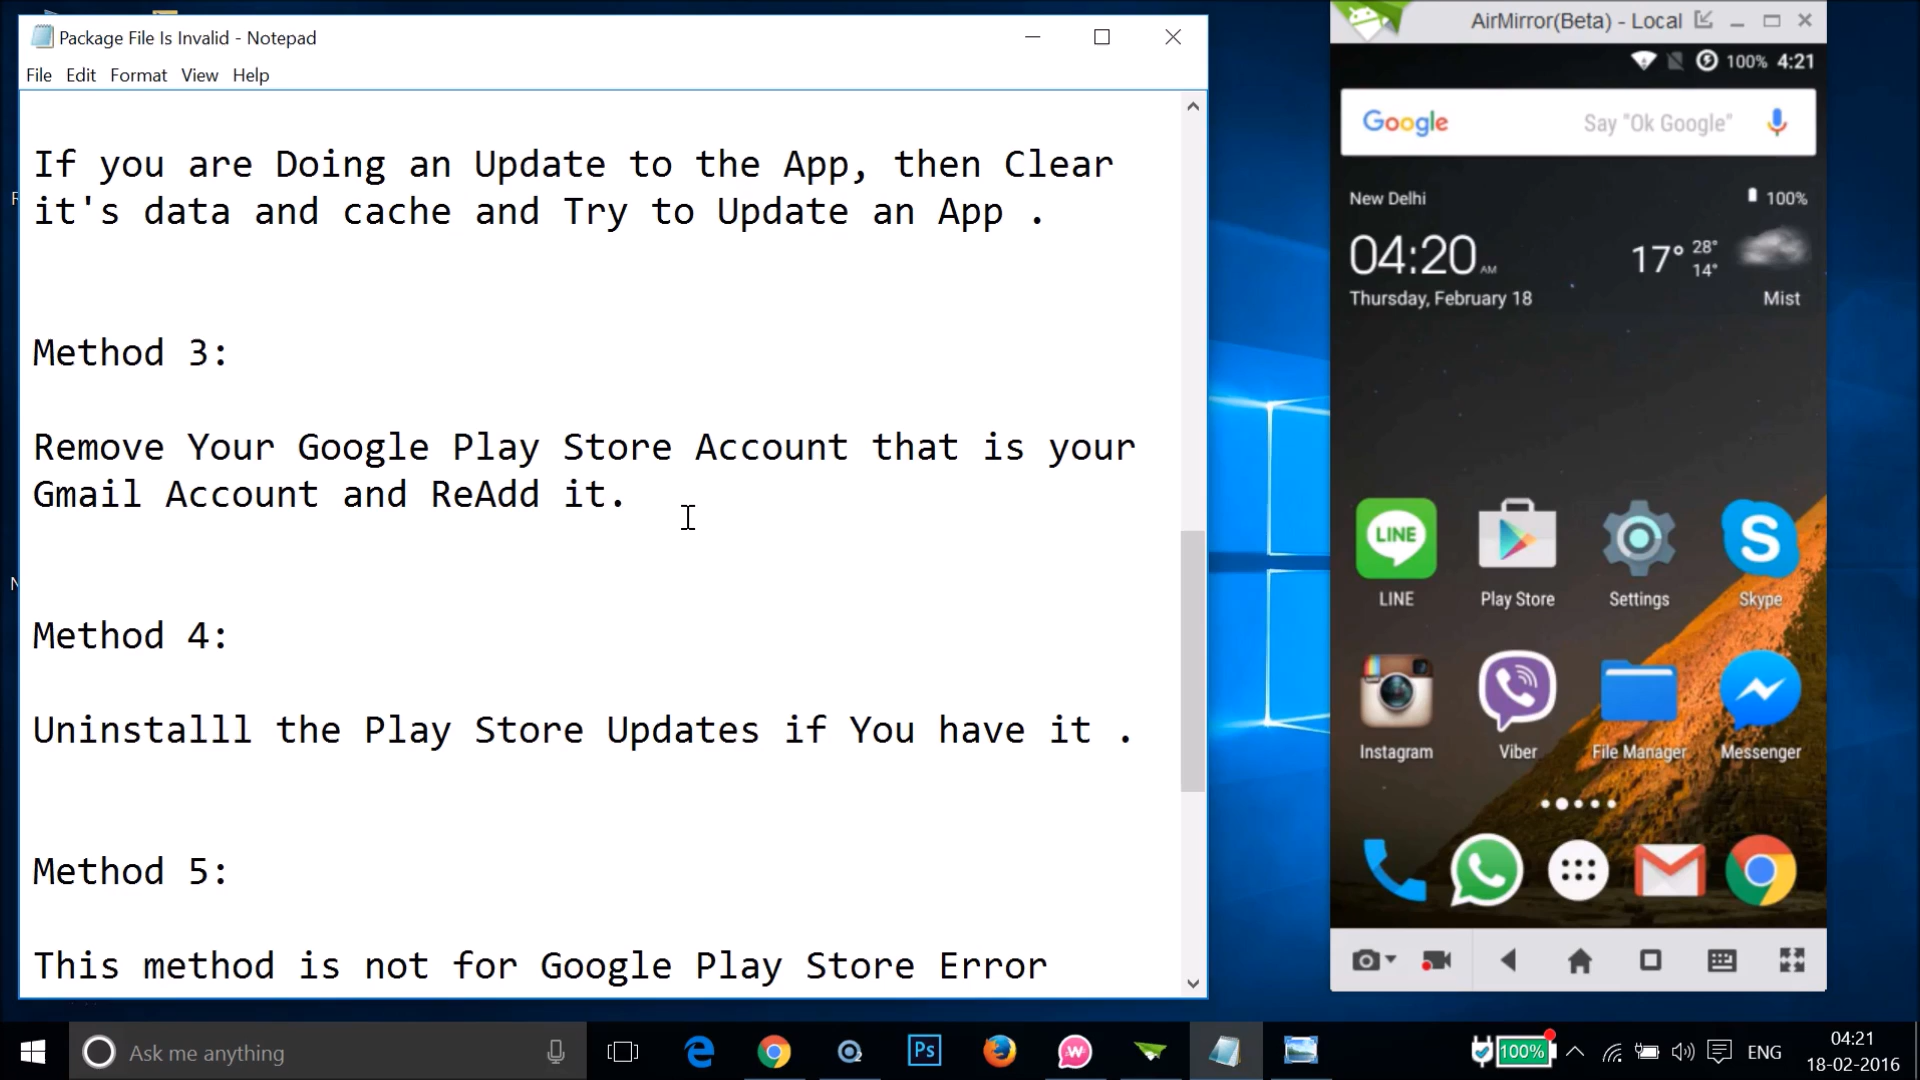 Package File Is Invalid - Notepad
File Edit Format View Help
If you are Doing an Update to the App, then Clear
it's data and cache and Try to Update an App .
Method 3:
Remove Your Google Play Store Account that is your
Gmail Account and ReAdd it.
Method 4:
Uninstalll the Play Store Updates if You have it .
Method 5:
This method is not for Google Play Store Error
AirMirror(Beta) - Local
100% 4:21
Google Say "Ok Google"
New Delhi 100%
04:20 AM 17° 28° 14°
Thursday, February 18 Mist
LINE
LINE Play Store Settings Skype
Instagram Viber File Manager Messenger
Ask me anything
Ps
100%
ENG
04:21
18-02-2016